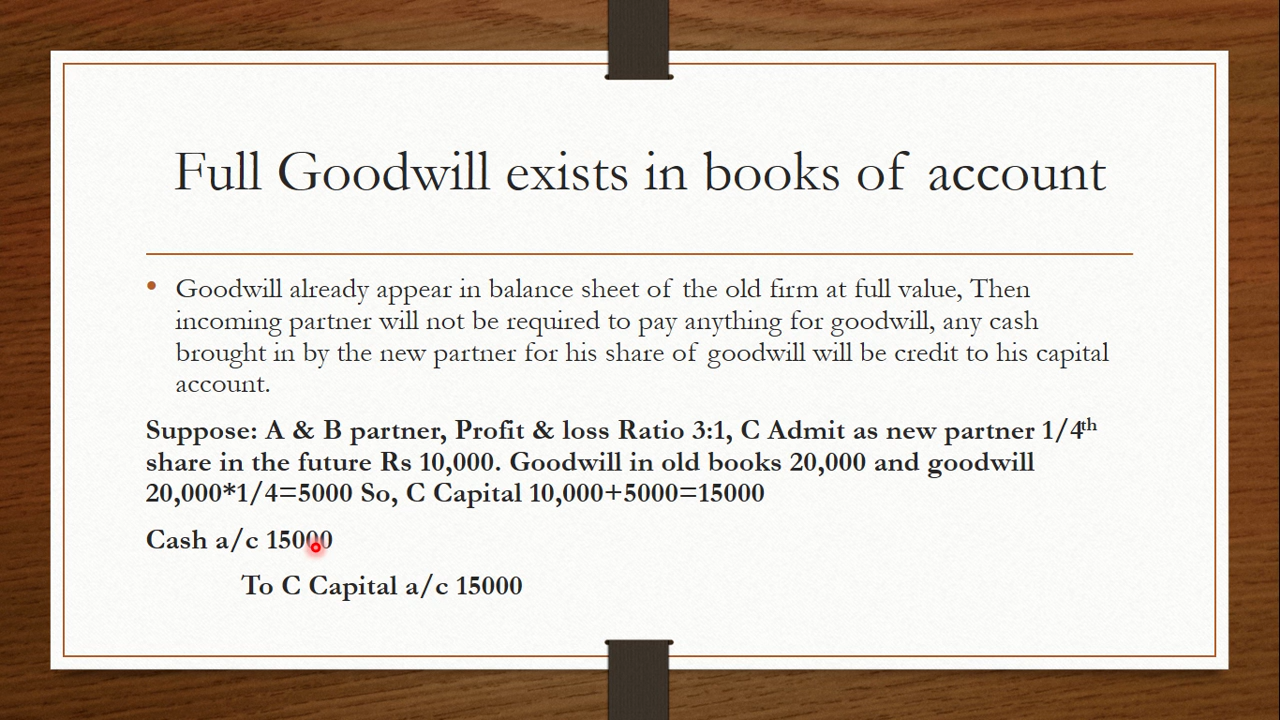 Full Goodwill exists in books of account
• Goodwill already appear in balance sheet of the old firm at full value, Then
incoming partner will not be required to pay anything for goodwill, any cash
brought in by the new partner for his share of goodwill will be credit to his capital
account.
Suppose: A & B partner, Profit & loss Ratio 3:1, C Admit as new partner 1/4th
share in the future Rs 10,000. Goodwill in old books 20,000 and goodwill
20,000*1/4=5000 So, C Capital 10,000+5000=15000
Cash a/c 15000
To C Capital a/c 15000